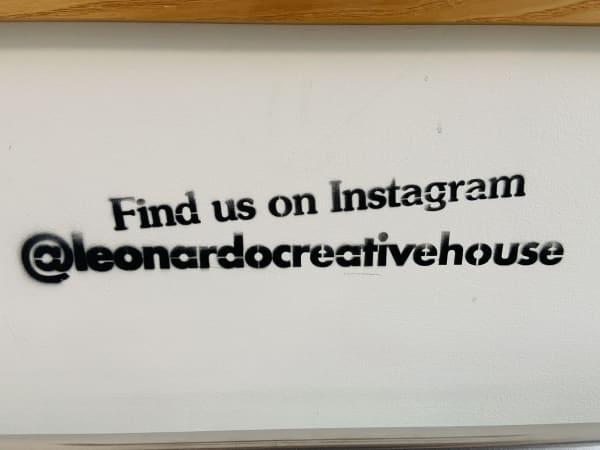 Find us on Instagram
@leonardocreativehouse